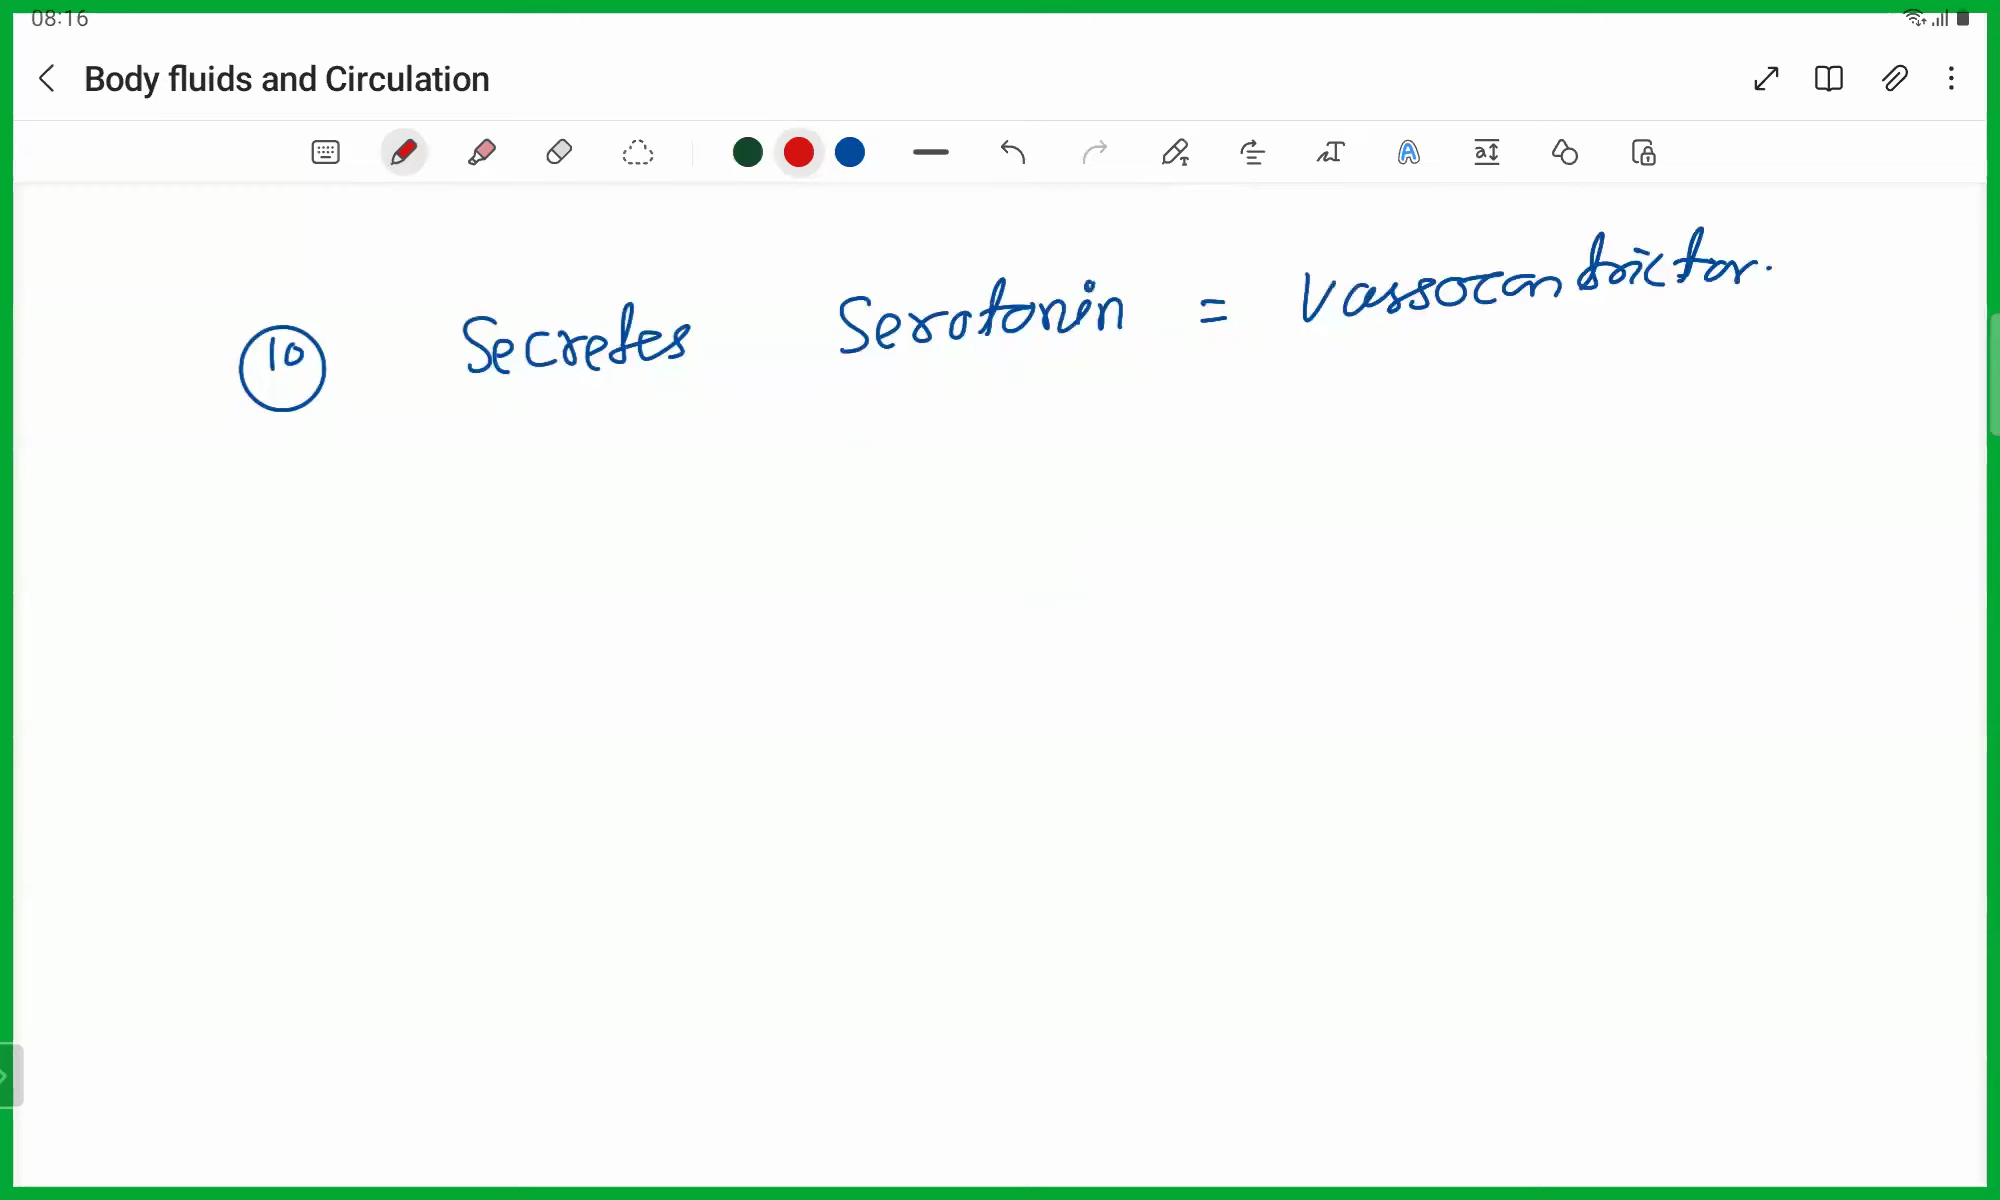 08:16
Body fluids and Circulation
10 Secretes Serotonin = Vassoconstrictor.